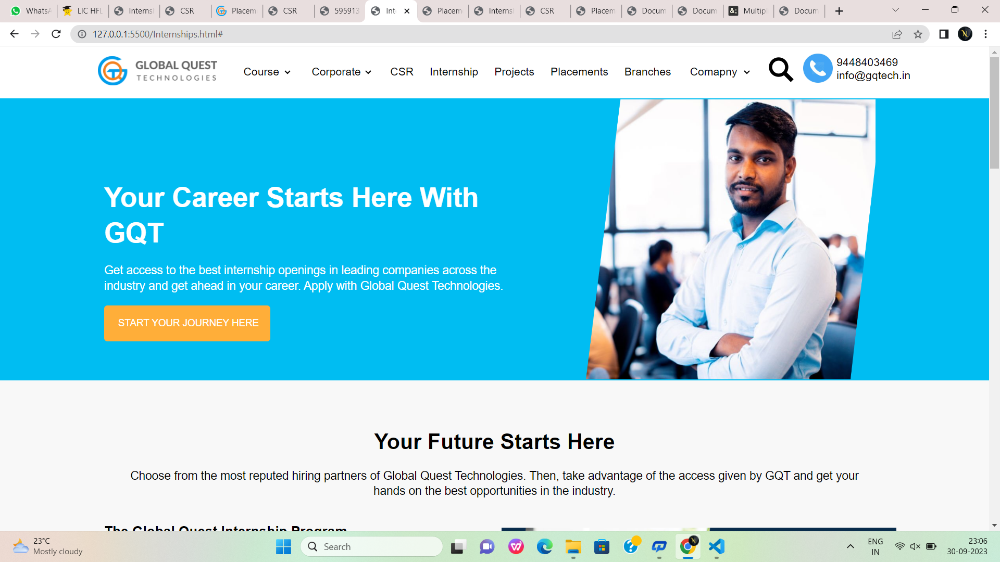 WhatsA
LIC HFL
Internsl
CSR
Placem
CSR
595913
Int
Placem
Internsl
CSR
Placem
Docum
Docum
Multipl
Docum
127.0.0.1:5500/Internships.html#
GLOBAL QUEST
TECHNOLOGIES
Course
Corporate
CSR
Internship
Projects
Placements
Branches
Comapny
9448403469
info@gqtech.in
Your Career Starts Here With
GQT
Get access to the best internship openings in leading companies across the
industry and get ahead in your career. Apply with Global Quest Technologies.
START YOUR JOURNEY HERE
Your Future Starts Here
Choose from the most reputed hiring partners of Global Quest Technologies. Then, take advantage of the access given by GQT and get your
hands on the best opportunities in the industry.
The Global Quest Internship Program
23°C
Mostly cloudy
Search
ENG
IN
23:06
30-09-2023